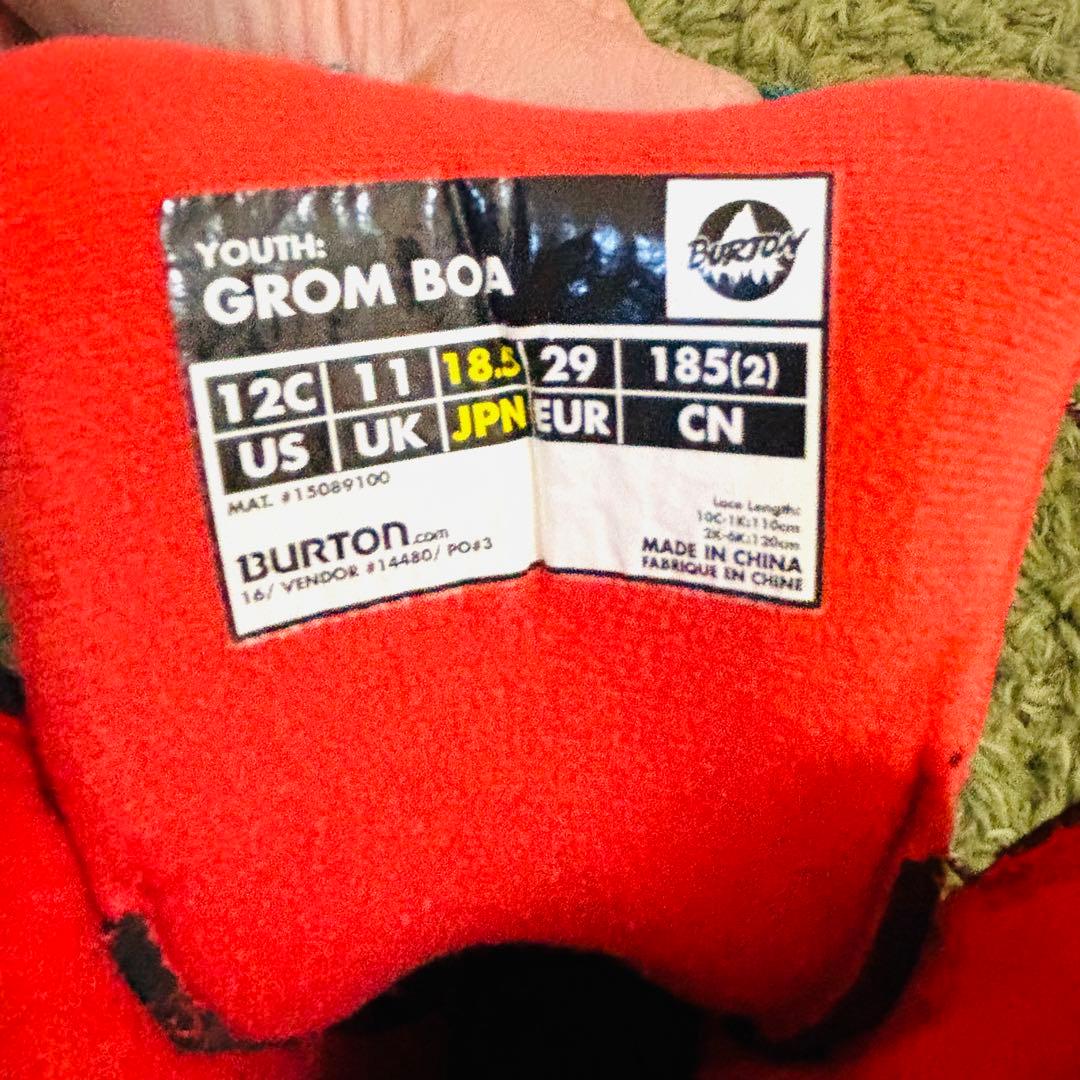 YOUTH:
GROM BOA
BURTON
12C 11 18.5 29 185(2)
US UK JPN EUR CN
MAT. #15089100
BURTON.com
16/ VENDOR #14480/ PO#3
Lace Length:
10C-1K:110cm
2K-6K:120cm
MADE IN CHINA
FABRIQUE EN CHINE